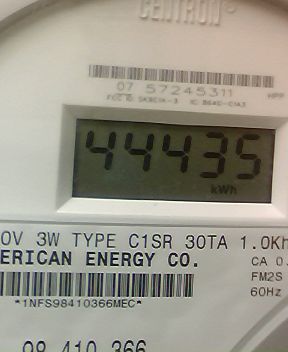 CENTRON®
07 57245311
44435
kWh
0V 3W TYPE C1SR 30TA 1.0Kh
ERICAN ENERGY CO.
CA 0.
FM2S
60Hz
*1NFS98410366MEC*
98 410 366